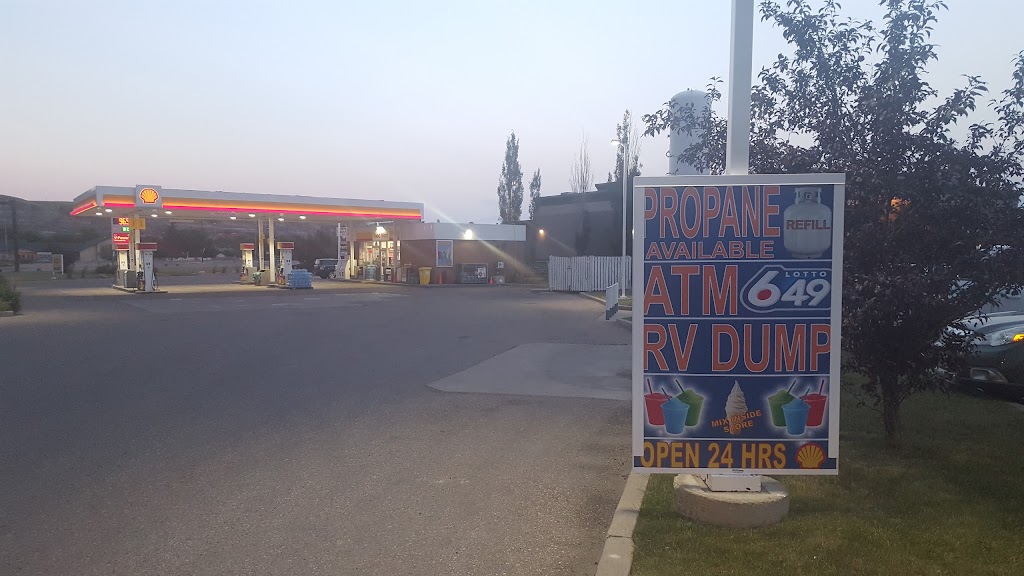 PROPANE
AVAILABLE
REFILL
ATM
LOTTO
649
RV DUMP
MIX INSIDE
STORE
OPEN 24 HRS